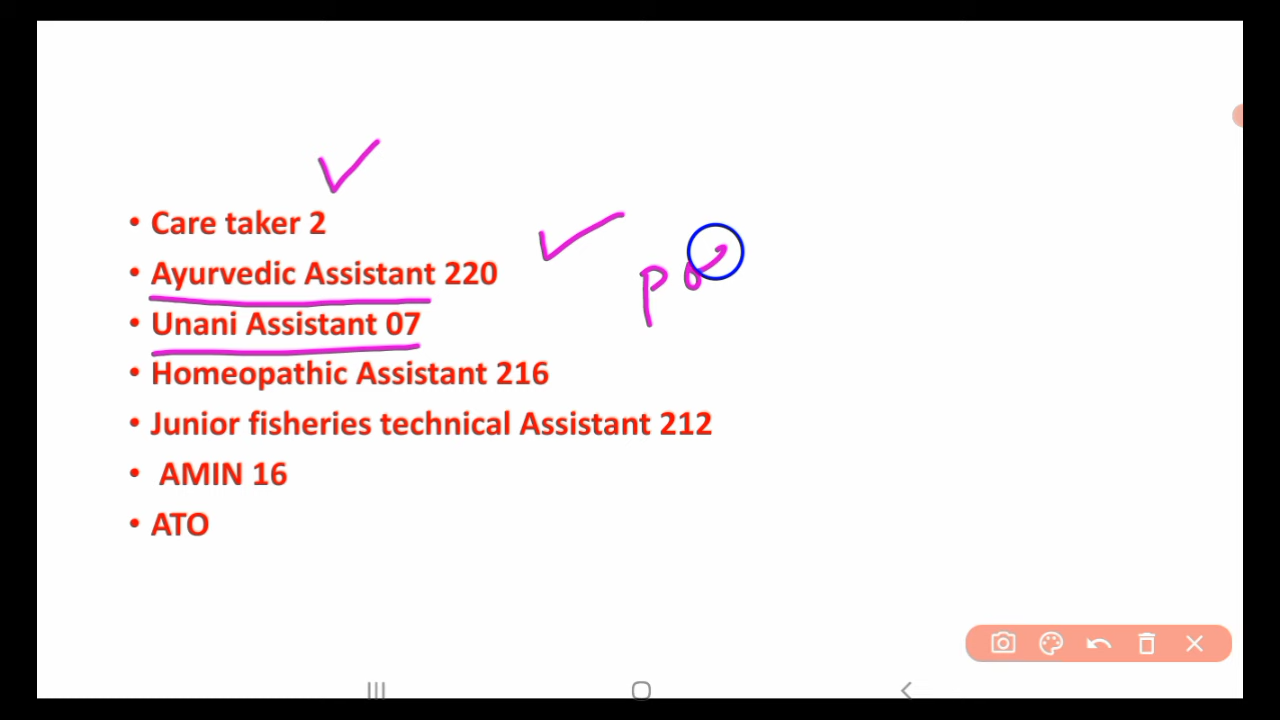 • Care taker 2
• Ayurvedic Assistant 220
• Unani Assistant 07
• Homeopathic Assistant 216
• Junior fisheries technical Assistant 212
• AMIN 16
• ATO